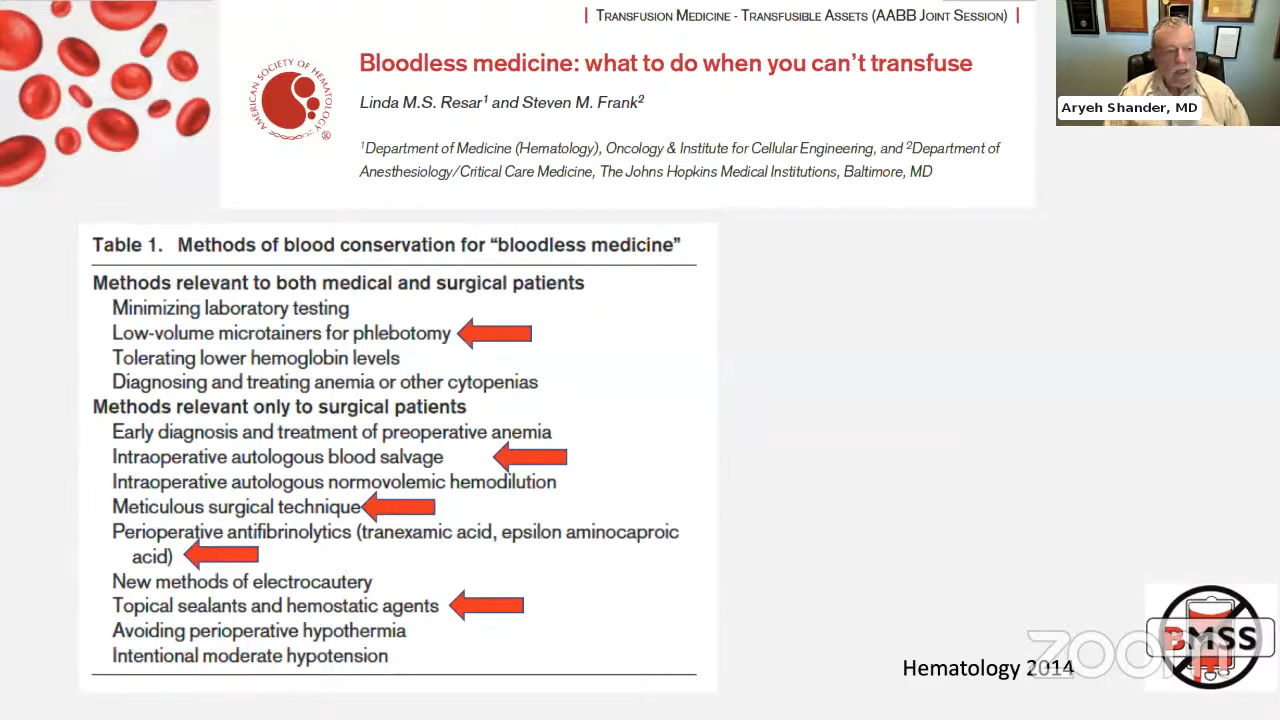 | TRANSFUSION MEDICINE - TRANSFUSIBLE ASSETS (AABB JOINT SESSION) |
Bloodless medicine: what to do when you can't transfuse
AMERICAN SOCIETY OF HEMATOLOGY
®
Linda M.S. Resar¹ and Steven M. Frank²
¹Department of Medicine (Hematology), Oncology & Institute for Cellular Engineering, and ²Department of
Anesthesiology/Critical Care Medicine, The Johns Hopkins Medical Institutions, Baltimore, MD
Aryeh Shander, MD
Table 1. Methods of blood conservation for “bloodless medicine”
Methods relevant to both medical and surgical patients
Minimizing laboratory testing
Low-volume microtainers for phlebotomy
Tolerating lower hemoglobin levels
Diagnosing and treating anemia or other cytopenias
Methods relevant only to surgical patients
Early diagnosis and treatment of preoperative anemia
Intraoperative autologous blood salvage
Intraoperative autologous normovolemic hemodilution
Meticulous surgical technique
Perioperative antifibrinolytics (tranexamic acid, epsilon aminocaproic
acid)
New methods of electrocautery
Topical sealants and hemostatic agents
Avoiding perioperative hypothermia
Intentional moderate hypotension
Hematology 2014
zoom
BMSS